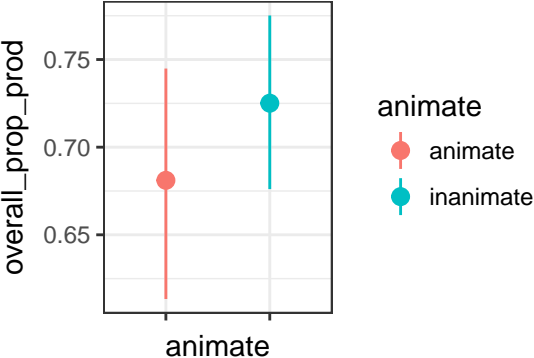 overall_prop_prod
0.75
0.70
0.65
animate
animate
animate
inanimate